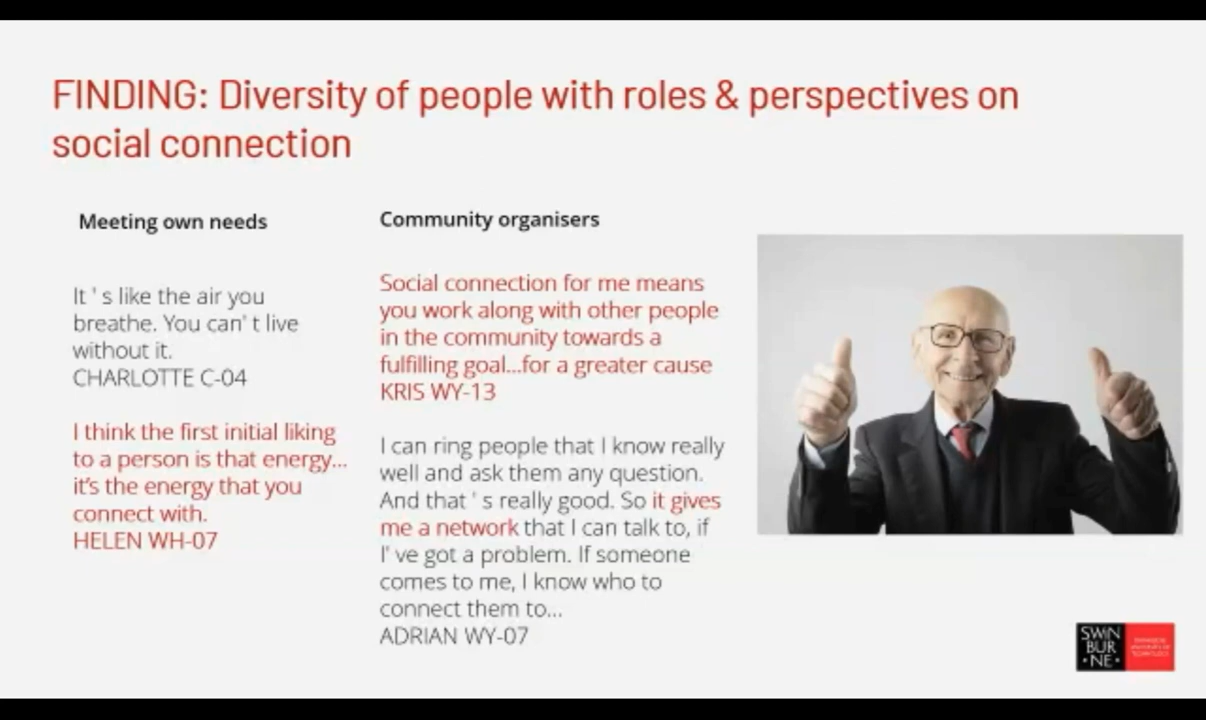 FINDING: Diversity of people with roles & perspectives on
social connection
Meeting own needs
It ' s like the air you
breathe. You can' t live
without it.
CHARLOTTE C-04
I think the first initial liking
to a person is that energy...
it's the energy that you
connect with.
HELEN WH-07
Community organisers
Social connection for me means
you work along with other people
in the community towards a
fulfilling goal...for a greater cause
KRIS WY-13
I can ring people that I know really
well and ask them any question.
And that ' s really good. So it gives
me a network that I can talk to, if
I' ve got a problem. If someone
comes to me, I know who to
connect them to...
ADRIAN WY-07
SWIN
BUR
•NE•